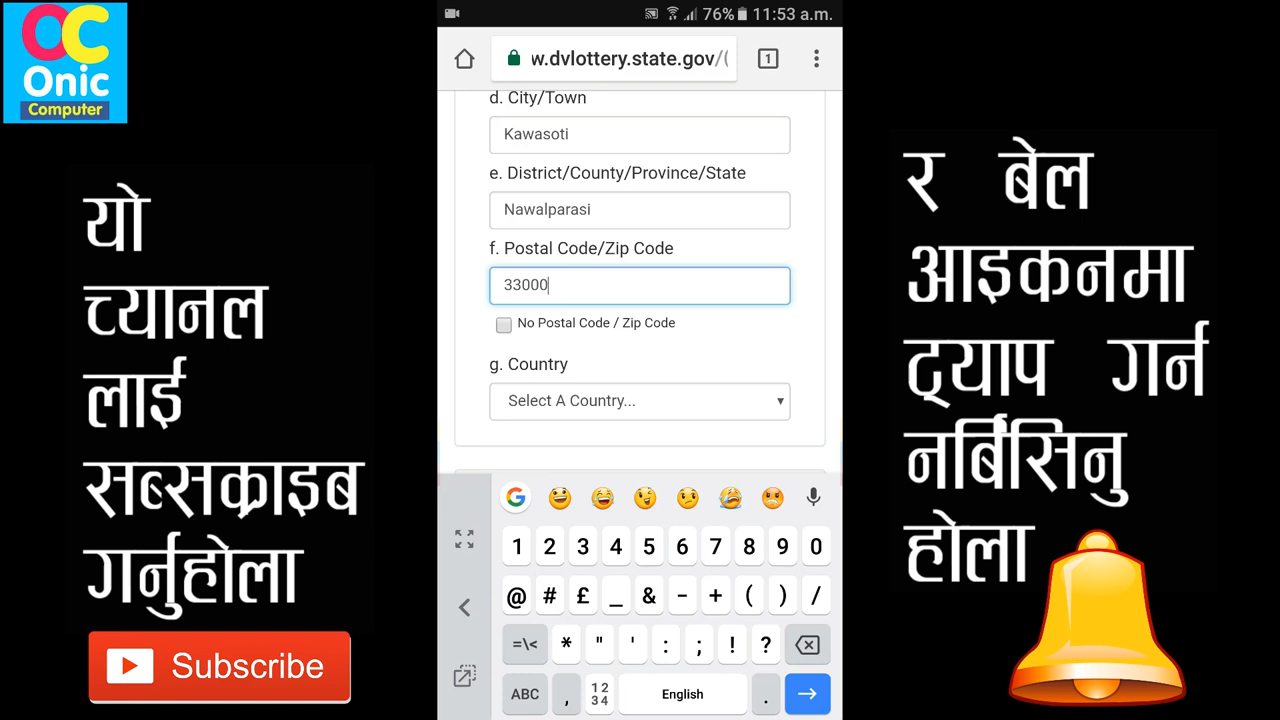 OC
Onic
Computer
यो
च्यानल
लाई
सब्सक्राइब
गर्नुहोला
Subscribe
76% 11:53 a.m.
w.dvlottery.state.gov/(
1
d. City/Town
Kawasoti
e. District/County/Province/State
Nawalparasi
f. Postal Code/Zip Code
33000
No Postal Code / Zip Code
g. Country
Select A Country...
G
1 2 3 4 5 6 7 8 9 0
@ # £ _ & - + ( ) /
=\< * " ' : ; ! ?
ABC , 12 34 English .
र बेल
आइकनमा
ट्याप गर्न
नर्बिसिनु
होला